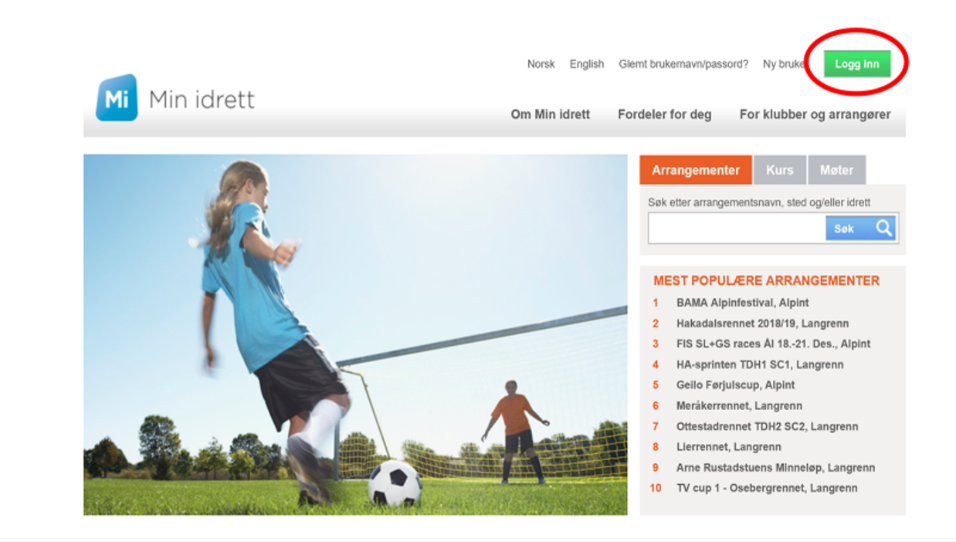 Norsk English Glemt brukernavn/passord? Ny bruke
Logg inn
Mi Min idrett
Om Min idrett Fordeler for deg For klubber og arrangører
Arrangementer Kurs Møter
Søk etter arrangementsnavn, sted og/eller idrett
Søk
MEST POPULÆRE ARRANGEMENTER
1 BAMA Alpinfestival, Alpint
2 Hakadalsrennet 2018/19, Langrenn
3 FIS SL+GS races Ål 18.-21. Des., Alpint
4 HA-sprinten TDH1 SC1, Langrenn
5 Geilo Førjulscup, Alpint
6 Meråkerrennet, Langrenn
7 Ottestadrennet TDH2 SC2, Langrenn
8 Lierrennet, Langrenn
9 Arne Rustadstuens Minneløp, Langrenn
10 TV cup 1 - Osebergrennet, Langrenn